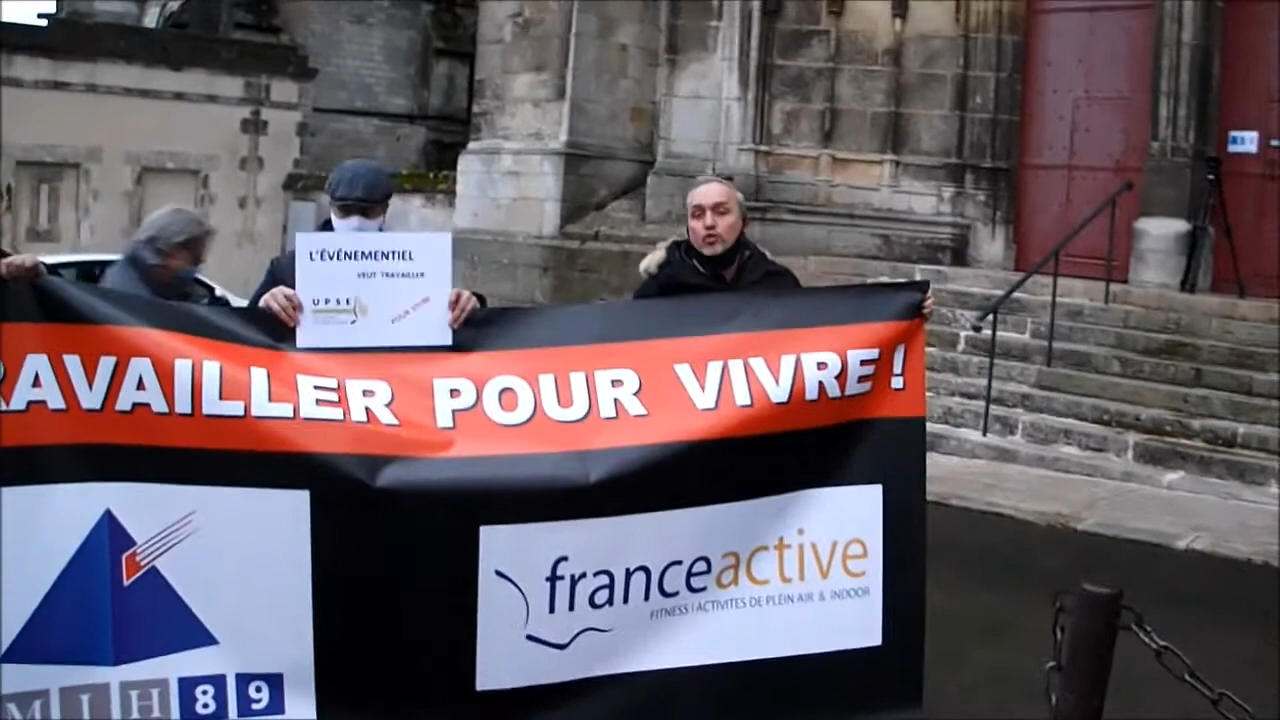 L'ÉVÉNEMENTIEL
VEUT TRAVAILLER
UPSE
POUR VIVRE
RAVAILLER POUR VIVRE !
franceactive
FITNESS | ACTIVITES DE PLEIN AIR & INDOOR
MIH89